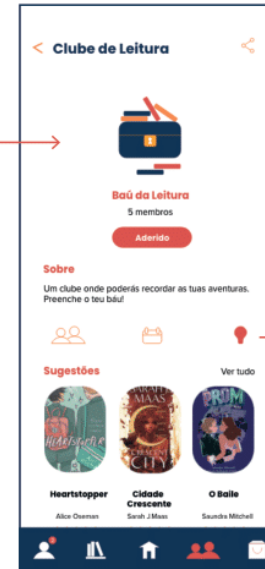 < Clube de Leitura
Baú da Leitura
5 membros
Aderido
Sobre
Um clube onde poderás recordar as tuas aventuras.
Preenche o teu báu!
Sugestões
Ver tudo
HEARTSTOPPER
SARAH J.
MAAS
CRESCENT
CITY
PROM
Heartstopper
Cidade
Crescente
O Baile
Alice Oseman
Sarah J Maas
Saundra Mitchell